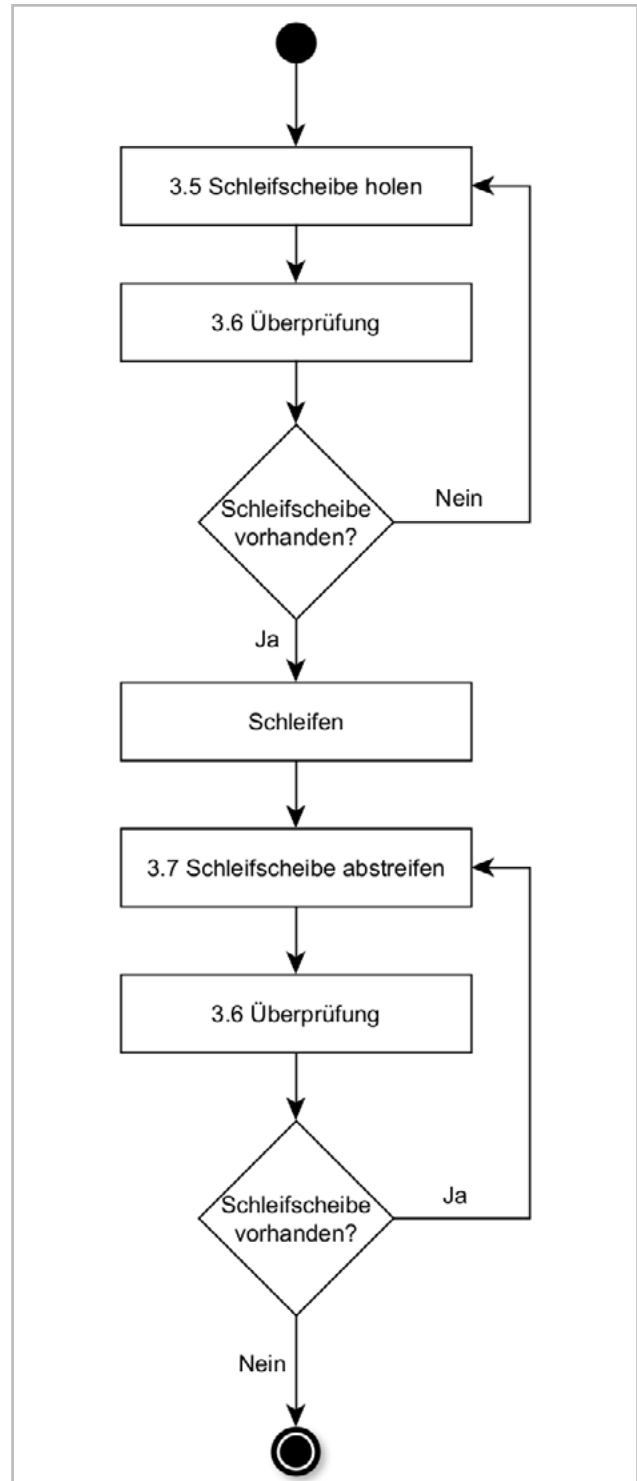 3.5 Schleifscheibe holen
3.6 Überprüfung
Schleifscheibe
vorhanden?
Nein
Ja
Schleifen
3.7 Schleifscheibe abstreifen
3.6 Überprüfung
Schleifscheibe
vorhanden?
Ja
Nein